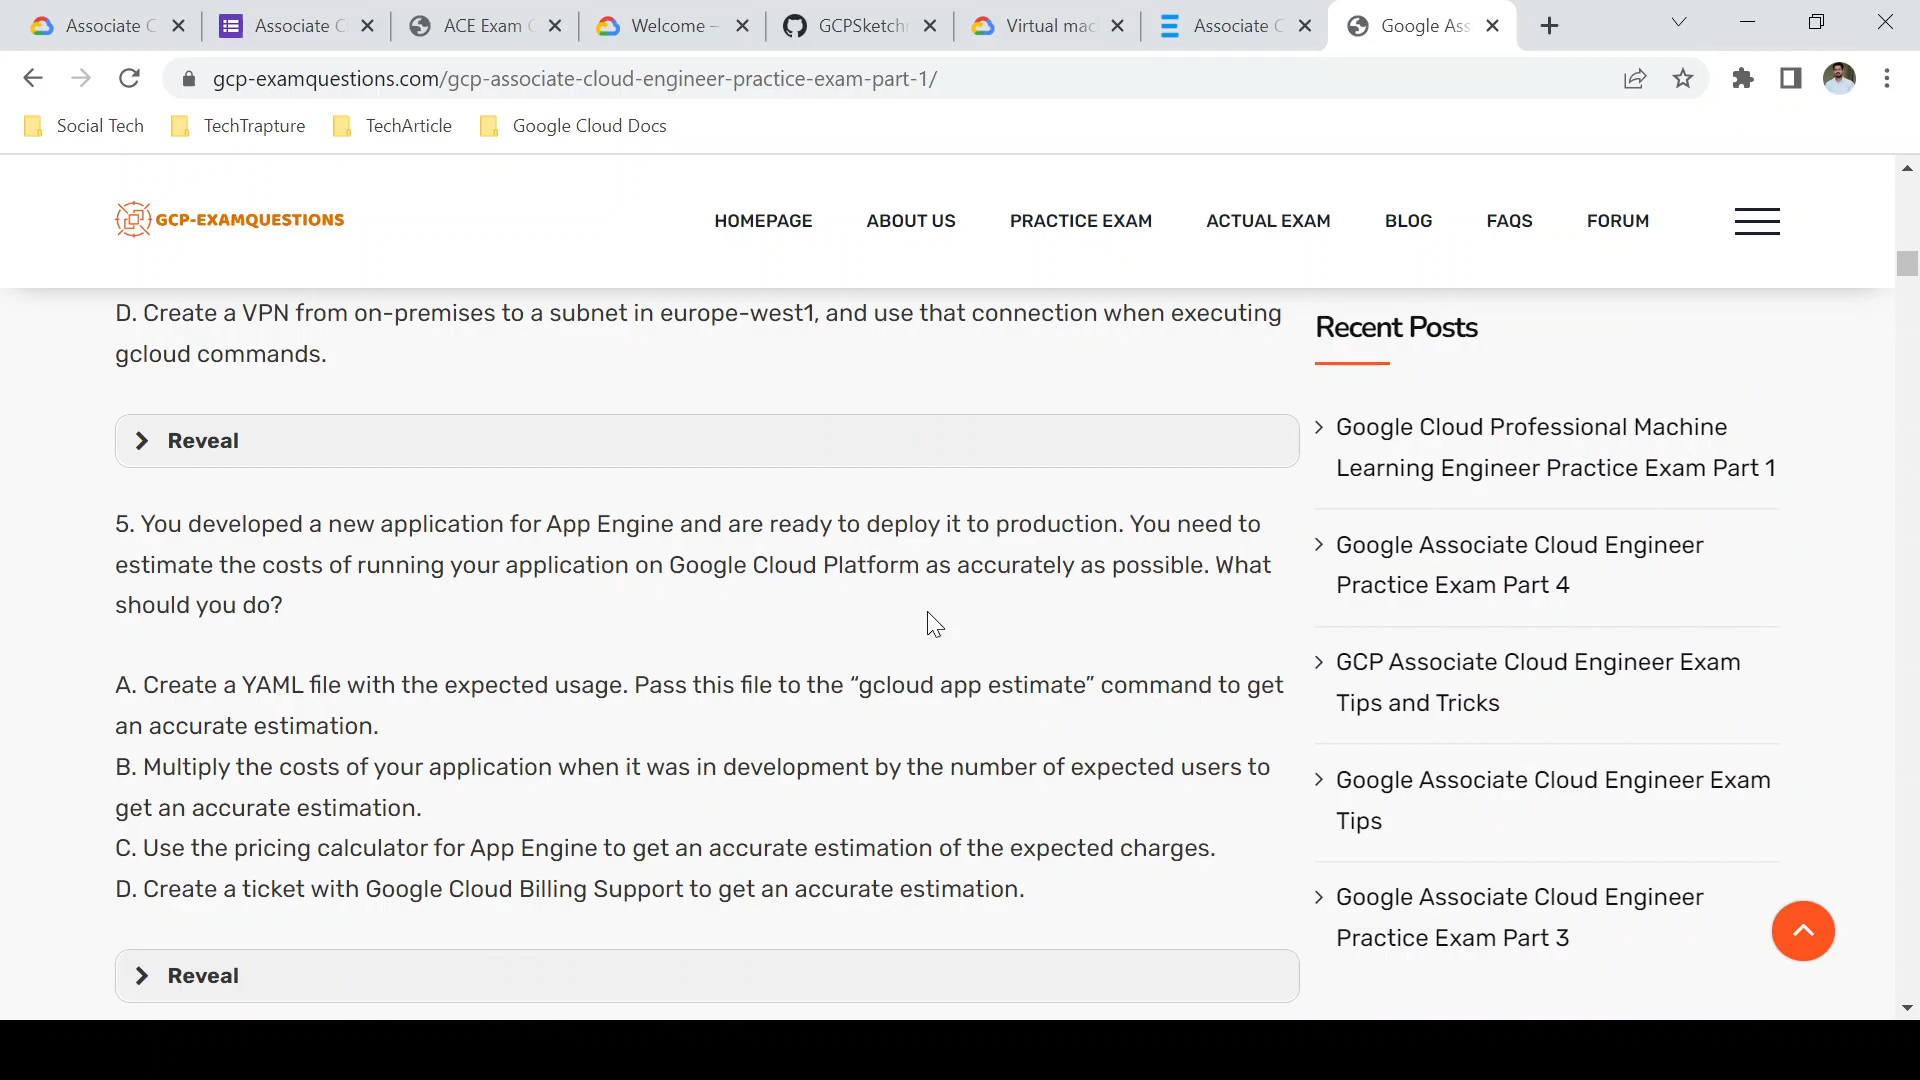 Associate C
Associate C
ACE Exam
Welcome –
GCPSketch
Virtual mac
Associate C
Google Ass
gcp-examquestions.com/gcp-associate-cloud-engineer-practice-exam-part-1/
Social Tech
TechTrapture
TechArticle
Google Cloud Docs
GCP-EXAMQUESTIONS
HOMEPAGE
ABOUT US
PRACTICE EXAM
ACTUAL EXAM
BLOG
FAQS
FORUM
D. Create a VPN from on-premises to a subnet in europe-west1, and use that connection when executing
gcloud commands.
Reveal
5. You developed a new application for App Engine and are ready to deploy it to production. You need to
estimate the costs of running your application on Google Cloud Platform as accurately as possible. What
should you do?
A. Create a YAML file with the expected usage. Pass this file to the “gcloud app estimate” command to get
an accurate estimation.
B. Multiply the costs of your application when it was in development by the number of expected users to
get an accurate estimation.
C. Use the pricing calculator for App Engine to get an accurate estimation of the expected charges.
D. Create a ticket with Google Cloud Billing Support to get an accurate estimation.
Reveal
Recent Posts
Google Cloud Professional Machine
Learning Engineer Practice Exam Part 1
Google Associate Cloud Engineer
Practice Exam Part 4
GCP Associate Cloud Engineer Exam
Tips and Tricks
Google Associate Cloud Engineer Exam
Tips
Google Associate Cloud Engineer
Practice Exam Part 3